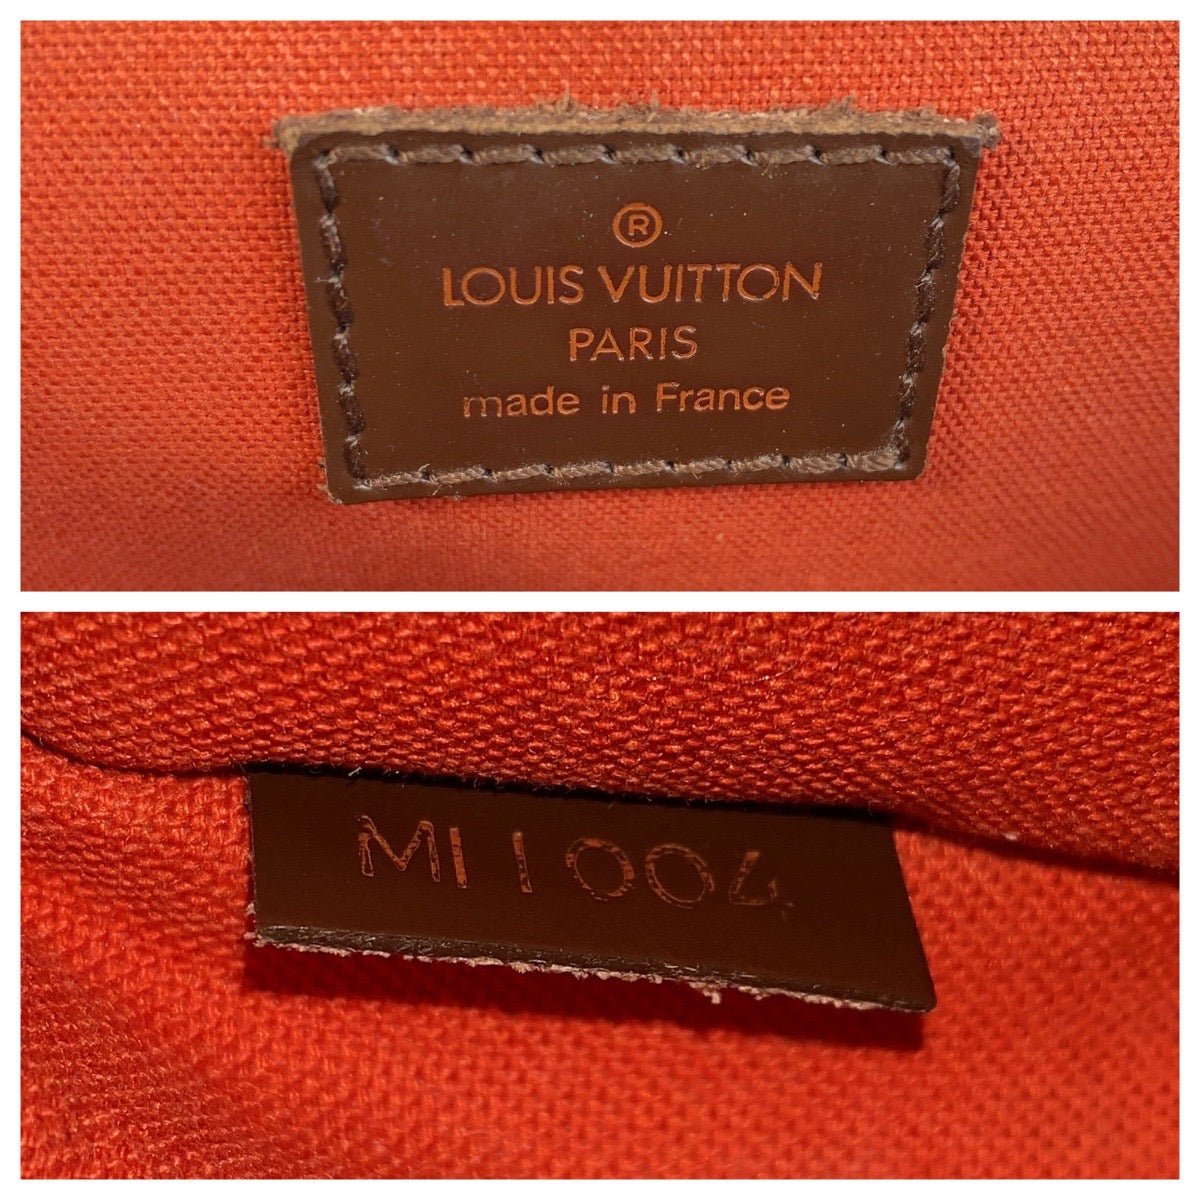 ®
LOUIS VUITTON
PARIS
made in France
MI1004